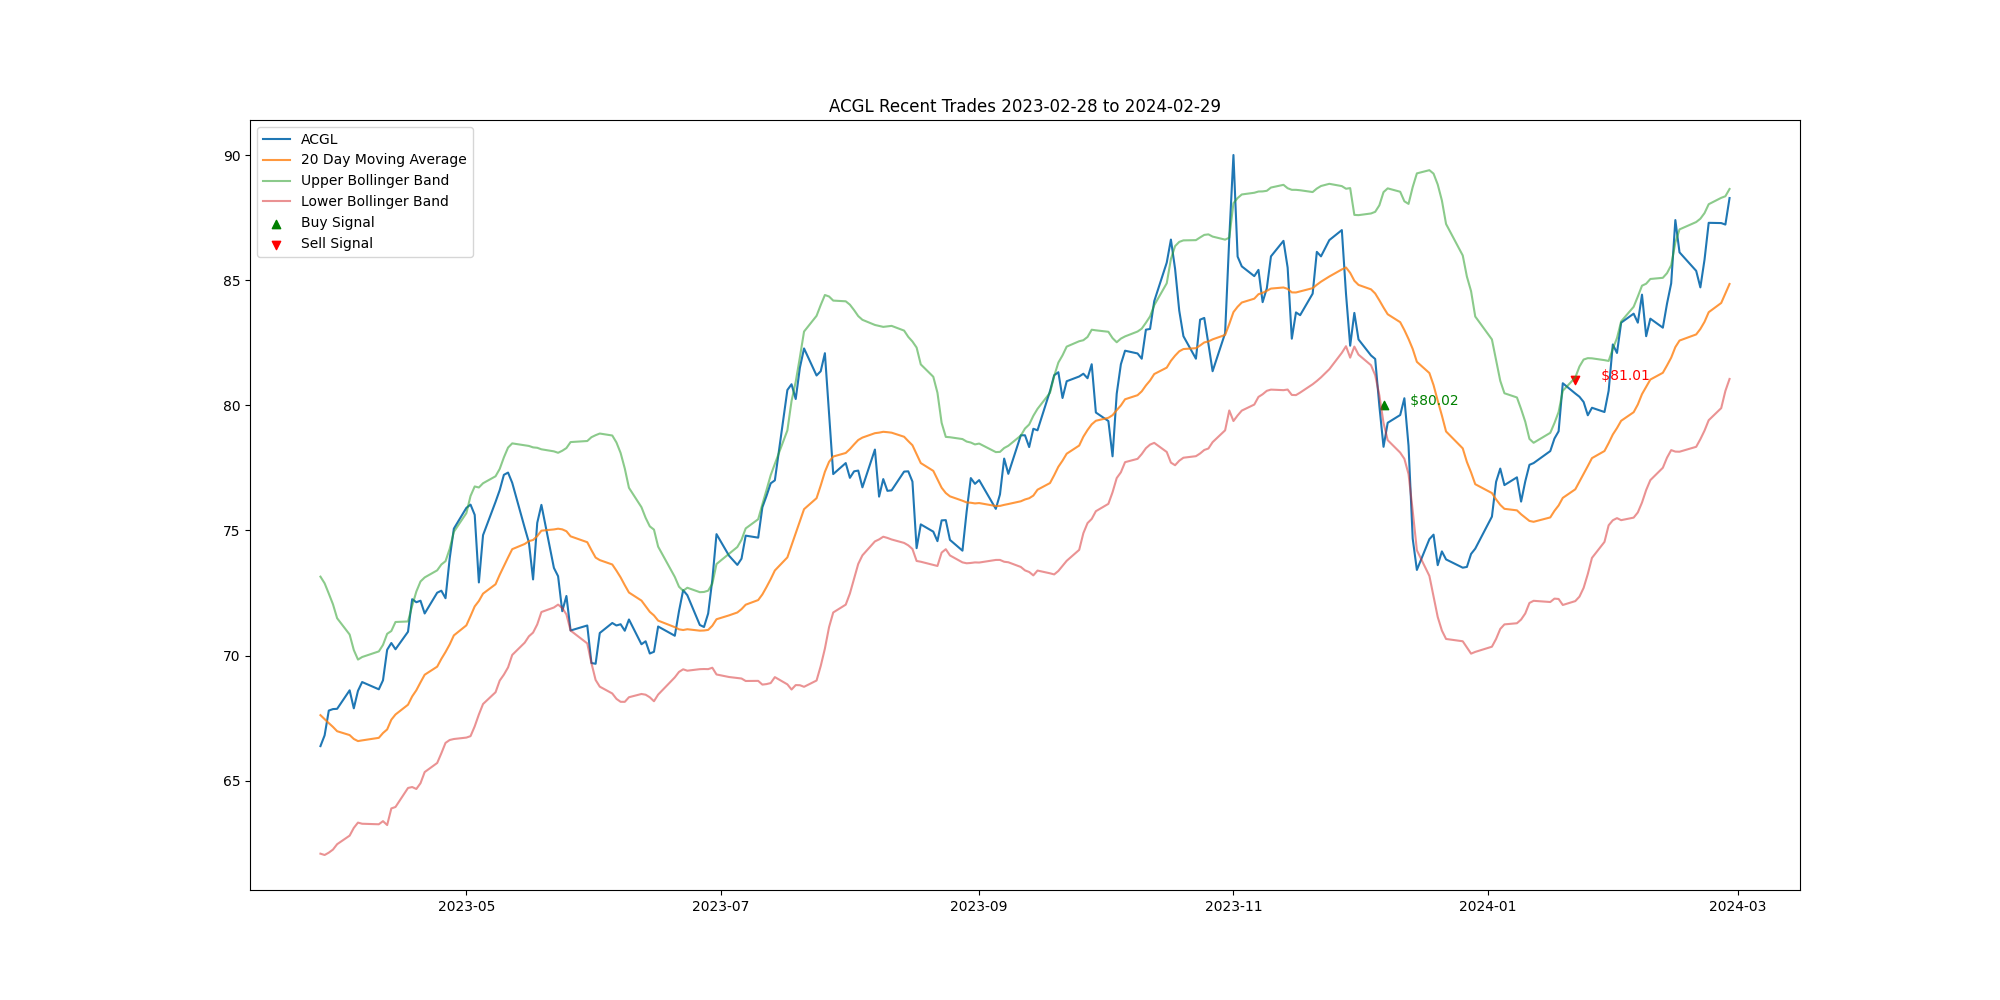 ACGL Recent Trades 2023-02-28 to 2024-02-29
ACGL
20 Day Moving Average
Upper Bollinger Band
Lower Bollinger Band
Buy Signal
Sell Signal
90
85
80
75
70
65
$81.01
$80.02
2023-05
2023-07
2023-09
2023-11
2024-01
2024-03